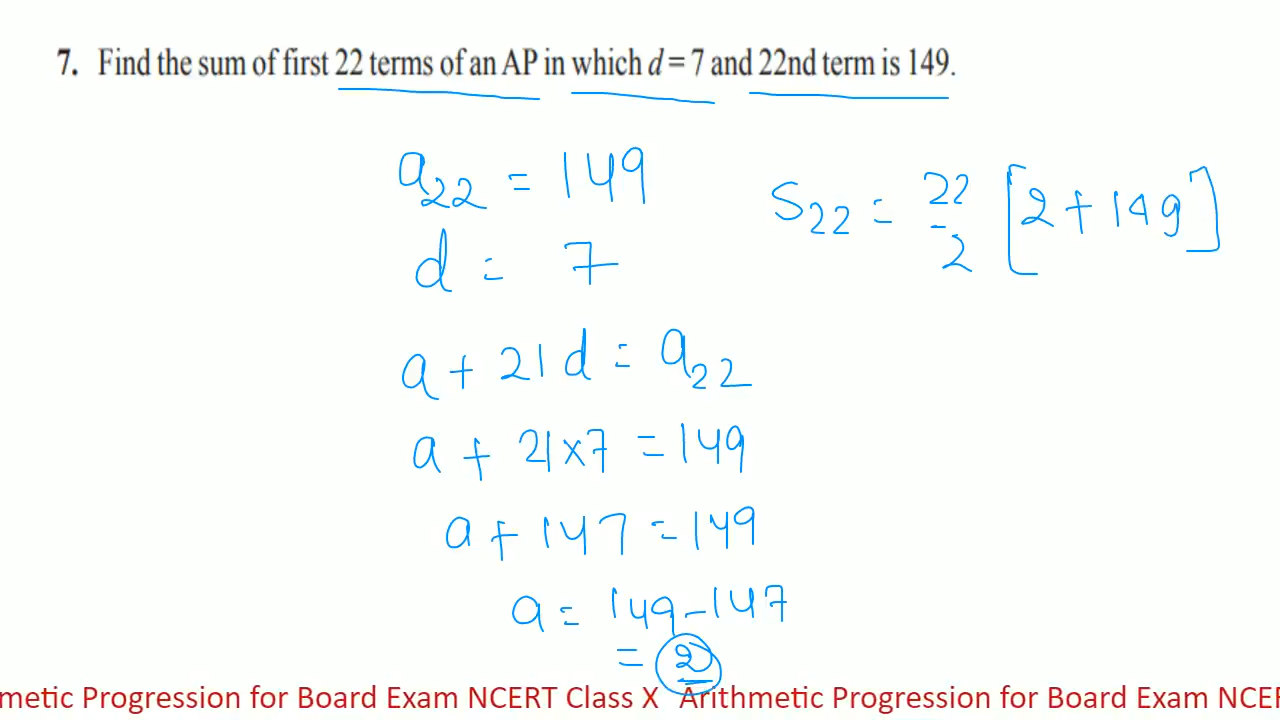 7. Find the sum of first 22 terms of an AP in which d = 7 and 22nd term is 149.
a22 = 149
d = 7
a + 21d = a22
a + 21×7 = 149
a + 147 = 149
a = 149 - 147
= 2
S22 = 22/2 [2 + 149]
metic Progression for Board Exam NCERT Class X Arithmetic Progression for Board Exam NCER